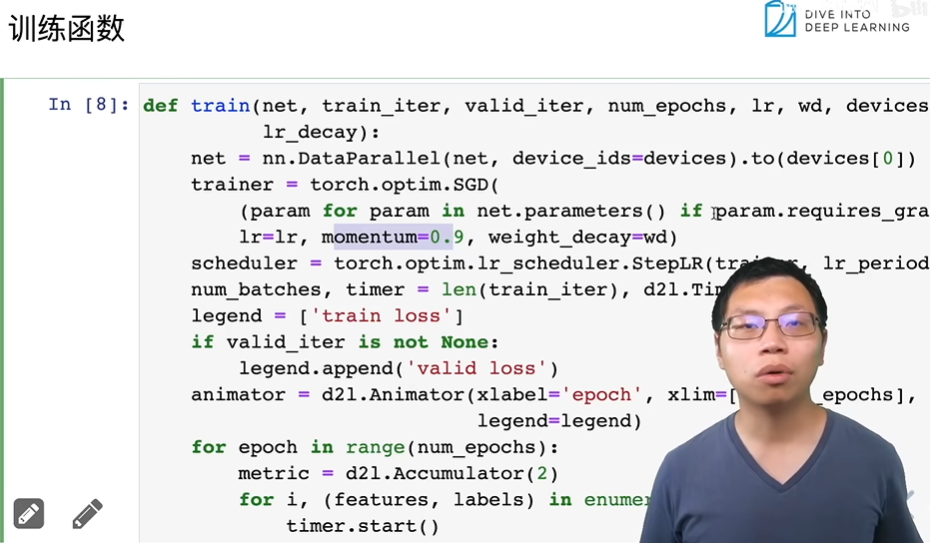 训练函数
DIVE INTO
DEEP LEARNING
In [8]: def train(net, train_iter, valid_iter, num_epochs, lr, wd, devices
lr_decay):
net = nn.DataParallel(net, device_ids=devices).to(devices[0])
trainer = torch.optim.SGD(
(param for param in net.parameters() if param.requires_gra
lr=lr, momentum=0.9, weight_decay=wd)
scheduler = torch.optim.lr_scheduler.StepLR( , lr_period
num_batches, timer = len(train_iter), d2l.Tim
legend = ['train loss']
if valid_iter is not None:
legend.append('valid loss')
animator = d2l.Animator(xlabel='epoch', xlim=[ _epochs],
legend=legend)
for epoch in range(num_epochs):
metric = d2l.Accumulator(2)
for i, (features, labels) in enumer
timer.start()